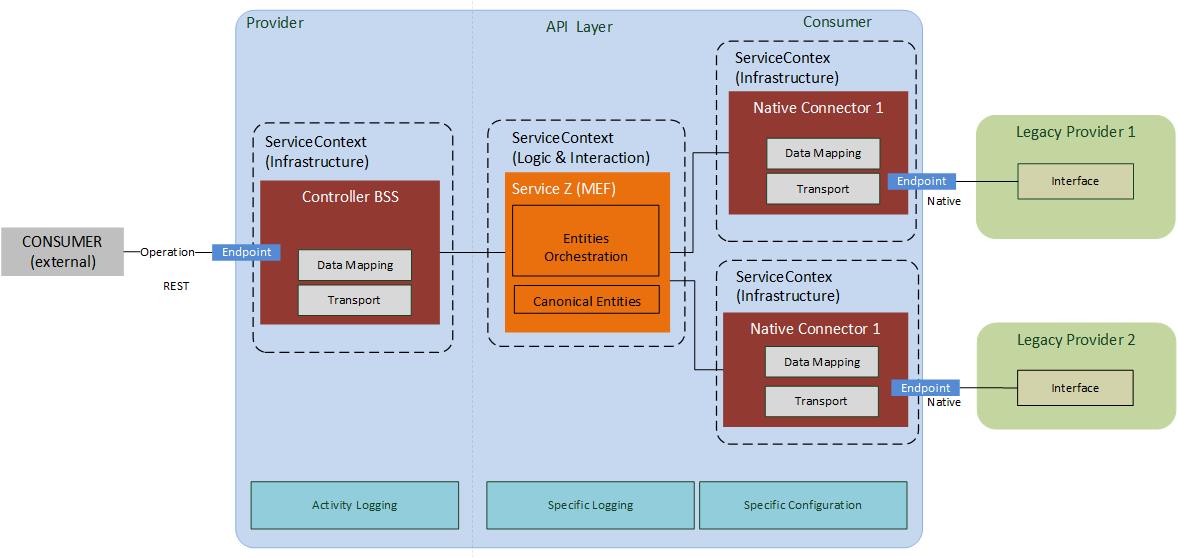 Provider
API Layer
Consumer
ServiceContext
(Infrastructure)
Controller BSS
Data Mapping
Transport
CONSUMER
(external)
Operation
REST
Endpoint
ServiceContext
(Logic & Interaction)
Service Z (MEF)
Entities
Orchestration
Canonical Entities
ServiceContex
(Infrastructure)
Native Connector 1
Data Mapping
Transport
Endpoint
Native
Legacy Provider 1
Interface
ServiceContex
(Infrastructure)
Native Connector 1
Data Mapping
Transport
Endpoint
Native
Legacy Provider 2
Interface
Activity Logging
Specific Logging
Specific Configuration